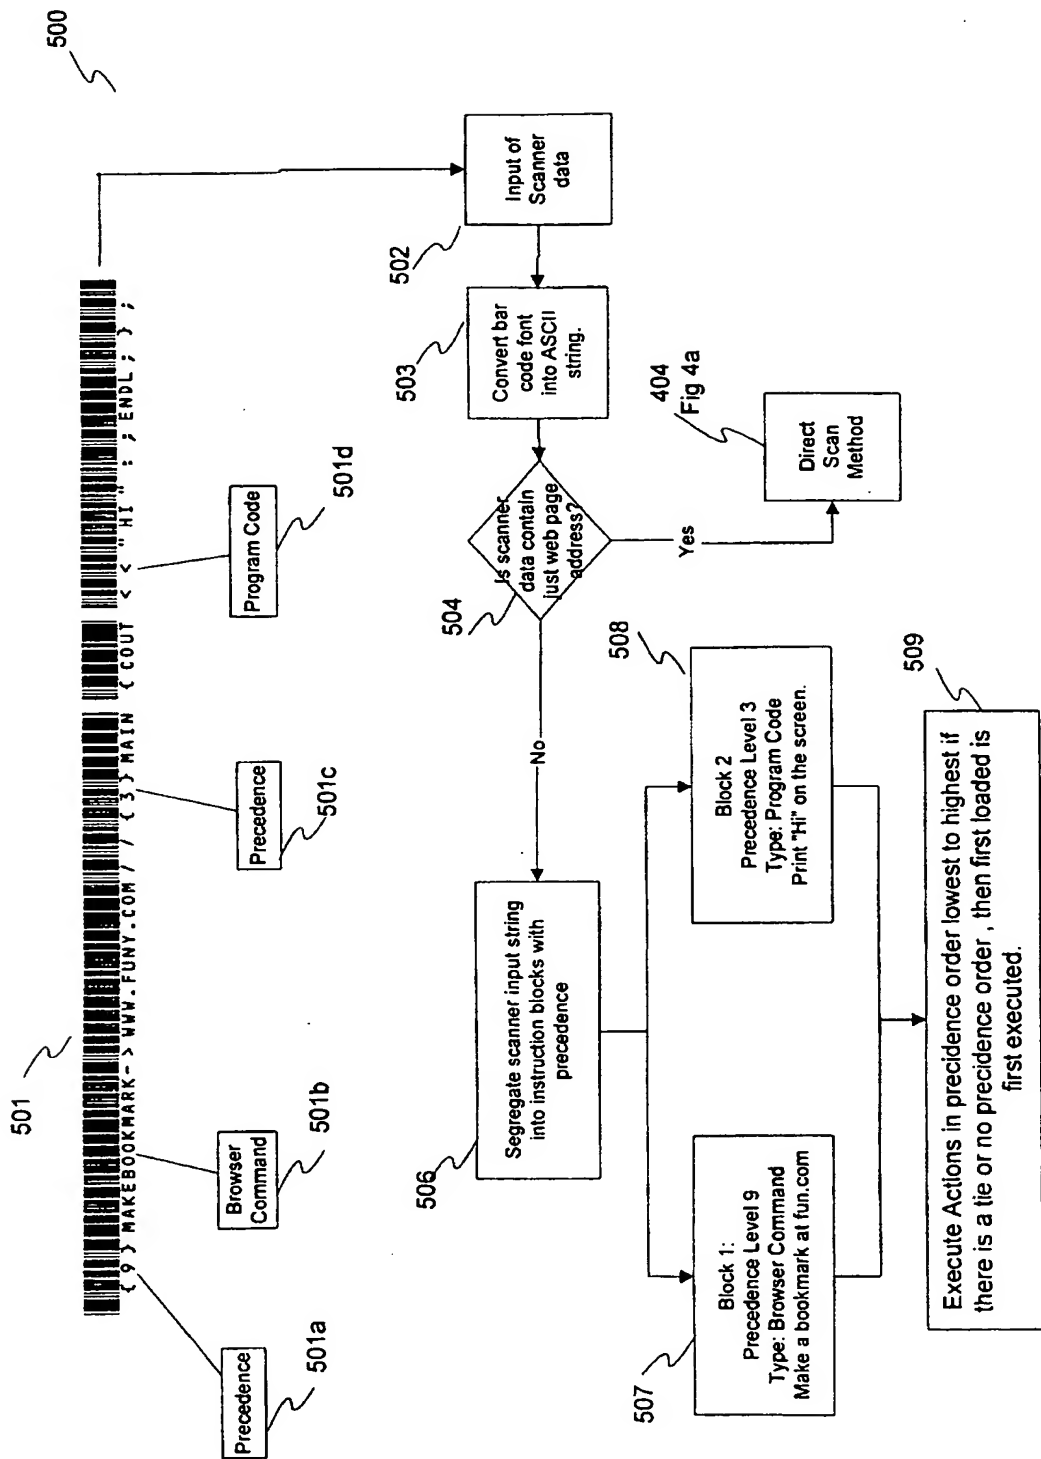 500
501
{9}MAKEBOOKMARK->WWW.FUNY.COM//{3}MAIN {COUT <<"HI": ;ENDL;};
Precedence
501a
Browser
Command
501b
Precedence
501c
Program Code
501d
502
Input of
Scanner
data
503
Convert bar
code font
into ASCII
string.
504
Is scanner
data contain
just web page
address?
Yes
404
Fig 4a
Direct
Scan
Method
No
506
Segregate scanner input string
into instruction blocks with
precedence
507
Block 1:
Precedence Level 9
Type: Browser Command
Make a bookmark at fun.com
508
Block 2
Precedence Level 3
Type: Program Code
Print "Hi" on the screen.
509
Execute Actions in precidence order lowest to highest if
there is a tie or no precidence order , then first loaded is
first executed.